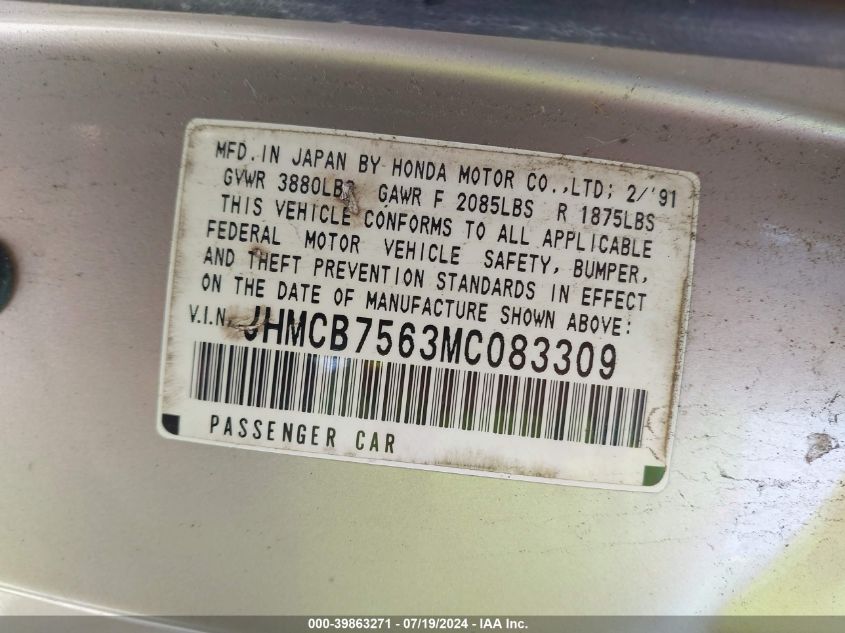 MFD. IN JAPAN BY HONDA MOTOR CO.,LTD; 2/'91
GVWR 3880LBS GAWR F 2085LBS R 1875LBS
THIS VEHICLE CONFORMS TO ALL APPLICABLE
FEDERAL MOTOR VEHICLE SAFETY, BUMPER,
AND THEFT PREVENTION STANDARDS IN EFFECT
ON THE DATE OF MANUFACTURE SHOWN ABOVE:
V.I.N. JHMCB7563MC083309
PASSENGER CAR
000-39863271 - 07/19/2024 - IAA Inc.